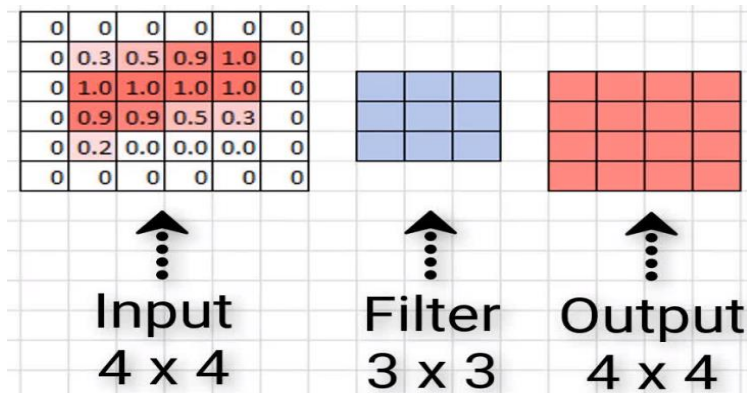 0 0 0 0 0 0
0 0.3 0.5 0.9 1.0 0
0 1.0 1.0 1.0 1.0 0
0 0.9 0.9 0.5 0.3 0
0 0.2 0.0 0.0 0.0 0
0 0 0 0 0 0
Input Filter Output
4 x 4 3 x 3 4 x 4